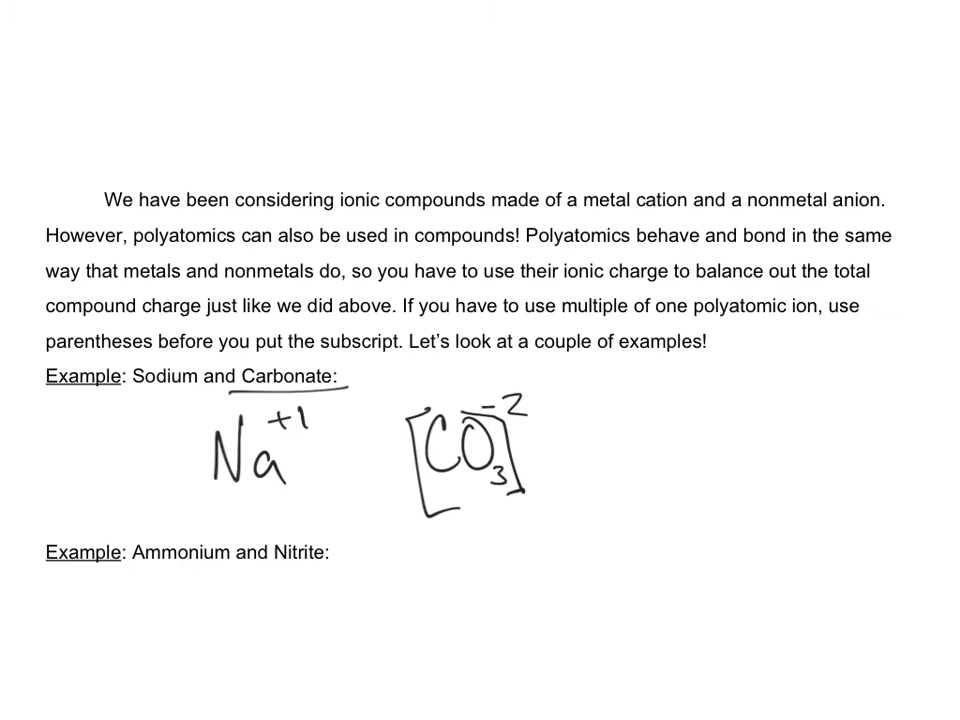 We have been considering ionic compounds made of a metal cation and a nonmetal anion.
However, polyatomics can also be used in compounds! Polyatomics behave and bond in the same
way that metals and nonmetals do, so you have to use their ionic charge to balance out the total
compound charge just like we did above. If you have to use multiple of one polyatomic ion, use
parentheses before you put the subscript. Let’s look at a couple of examples!
Example: Sodium and Carbonate:
Na⁺¹ [CO₃]⁻²
Example: Ammonium and Nitrite: